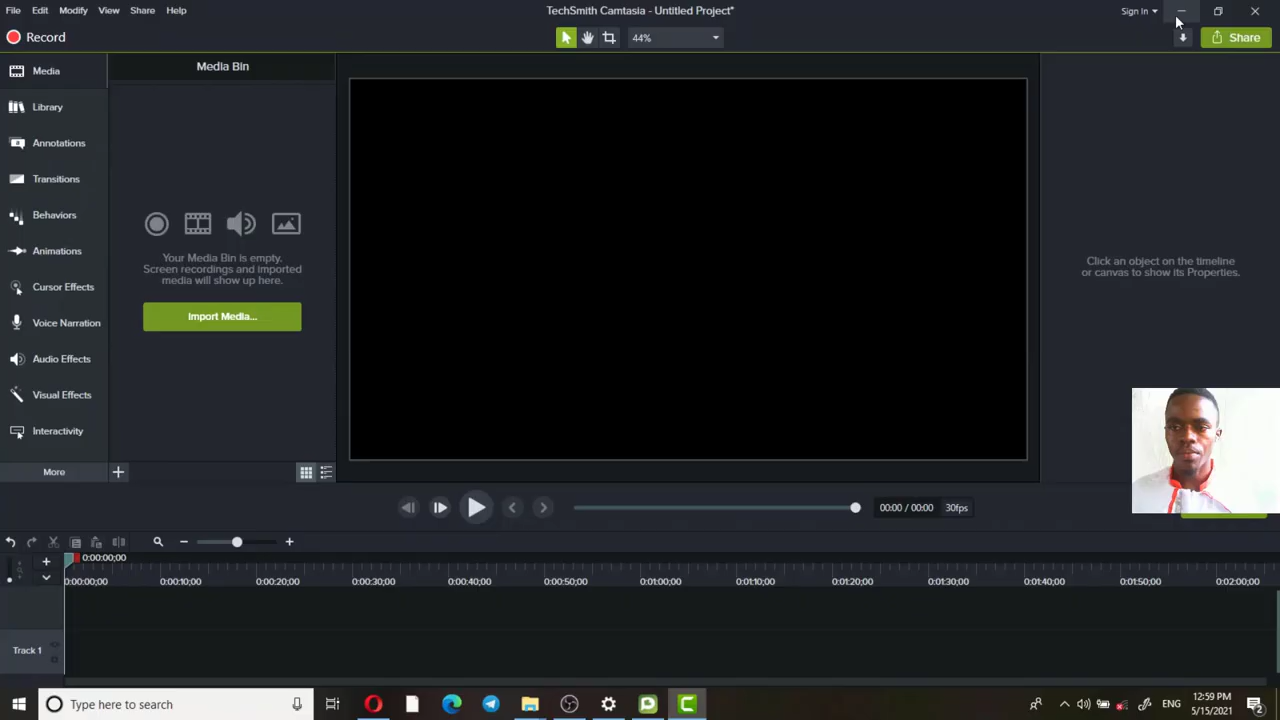 File Edit Modify View Share Help
TechSmith Camtasia - Untitled Project*
Sign In
Record
44%
Share
Media
Library
Annotations
Transitions
Behaviors
Animations
Cursor Effects
Voice Narration
Audio Effects
Visual Effects
Interactivity
More
Media Bin
Your Media Bin is empty.
Screen recordings and imported
media will show up here.
Import Media...
Click an object on the timeline
or canvas to show its Properties.
00:00 / 00:00 30fps
0:00:00;00
0:00:00;00 0:00:10;00 0:00:20;00 0:00:30;00 0:00:40;00 0:00:50;00 0:01:00;00 0:01:10;00 0:01:20;00 0:01:30;00 0:01:40;00 0:01:50;00 0:02:00;00
Track 1
Type here to search
ENG
12:59 PM
5/15/2021
2